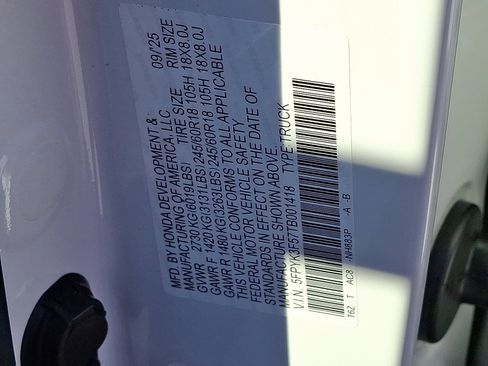 MFD. BY HONDA DEVELOPMENT & 09/'25
MANUFACTURING OF AMERICA, LLC
GVWR 2730KG(6019LBS) TIRE SIZE RIM SIZE
GAWR F 1420KG(3131LBS) 245/60R18 105H 18X8.0J
GAWR R 1480KG(3263LBS) 245/60R18 105H 18X8.0J
THIS VEHICLE CONFORMS TO ALL APPLICABLE
FEDERAL MOTOR VEHICLE SAFETY
STANDARDS IN EFFECT ON THE DATE OF
MANUFACTURE SHOWN ABOVE.
V.I.N. 5FPYK3F57TB001418 TYPE:TRUCK
T6Z T AC8 NH883P -A -B